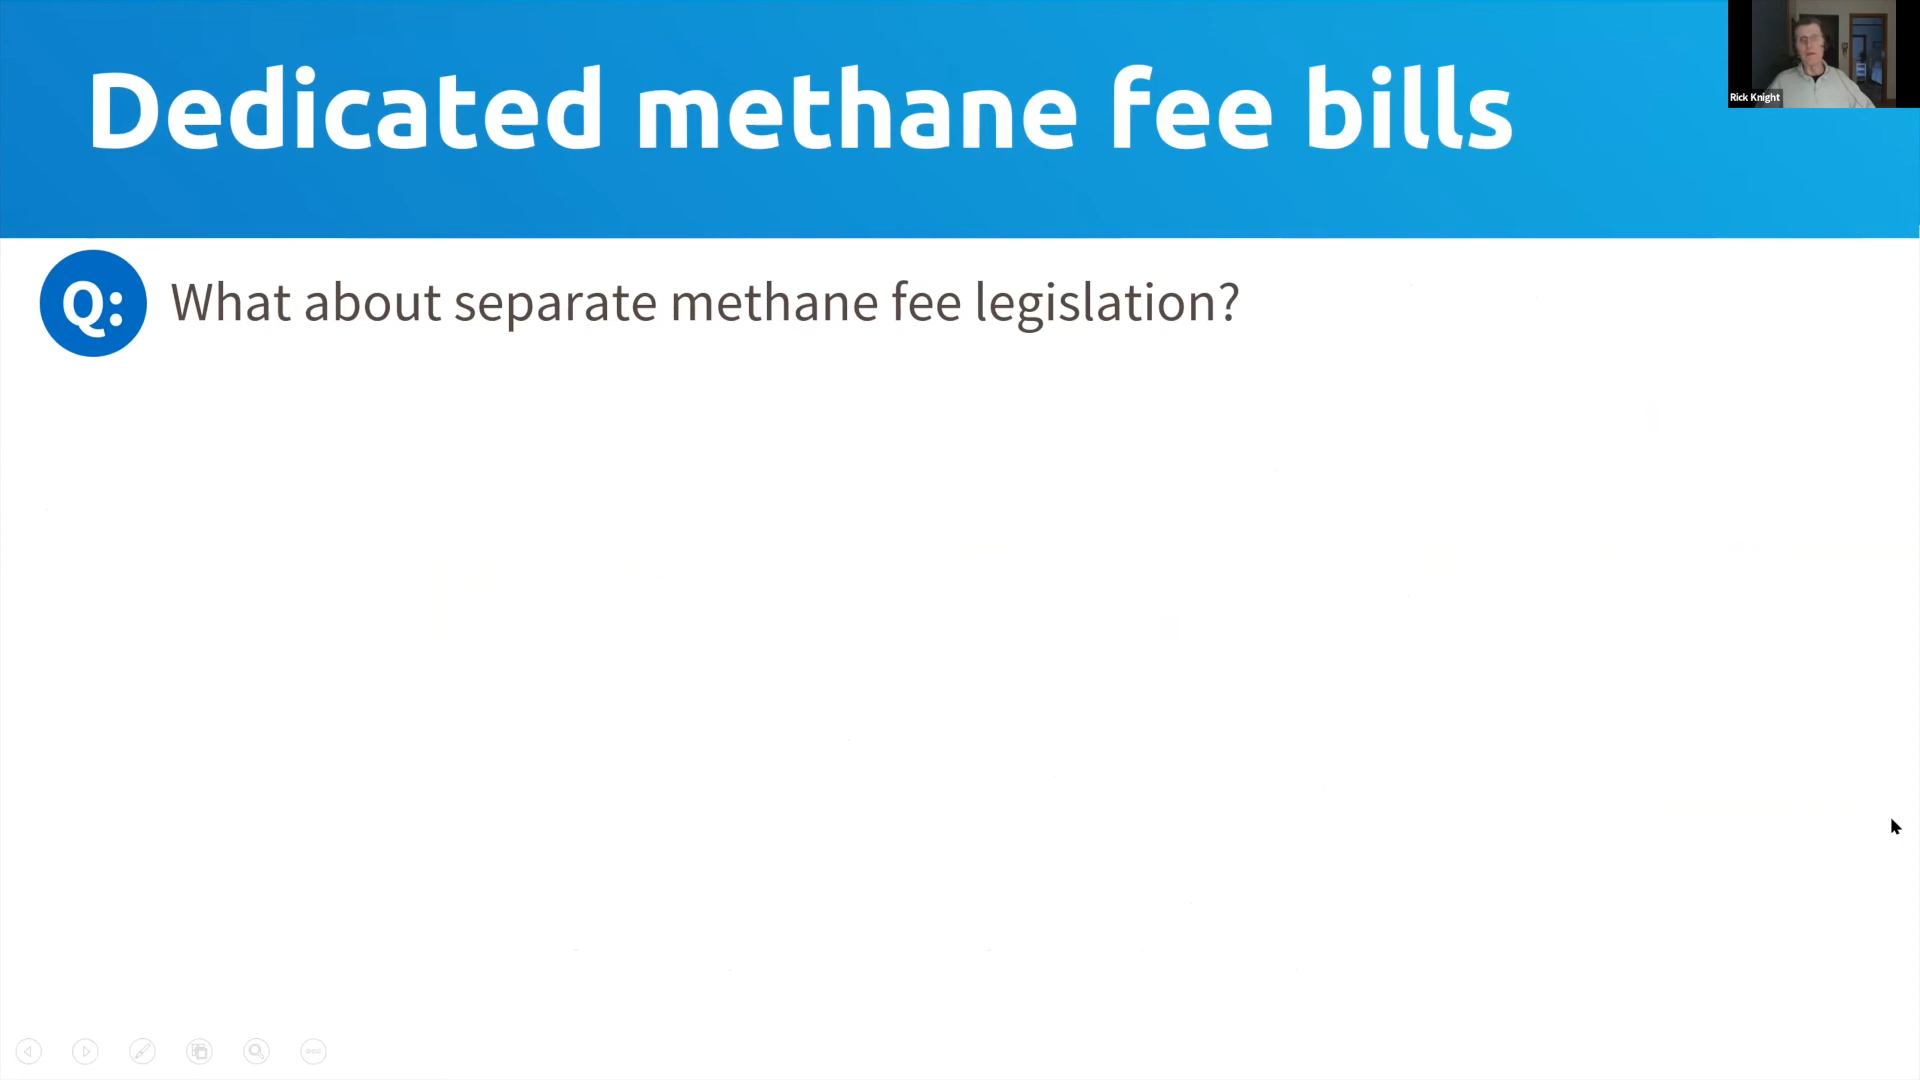 Dedicated methane fee bills
Rick Knight
Q: What about separate methane fee legislation?